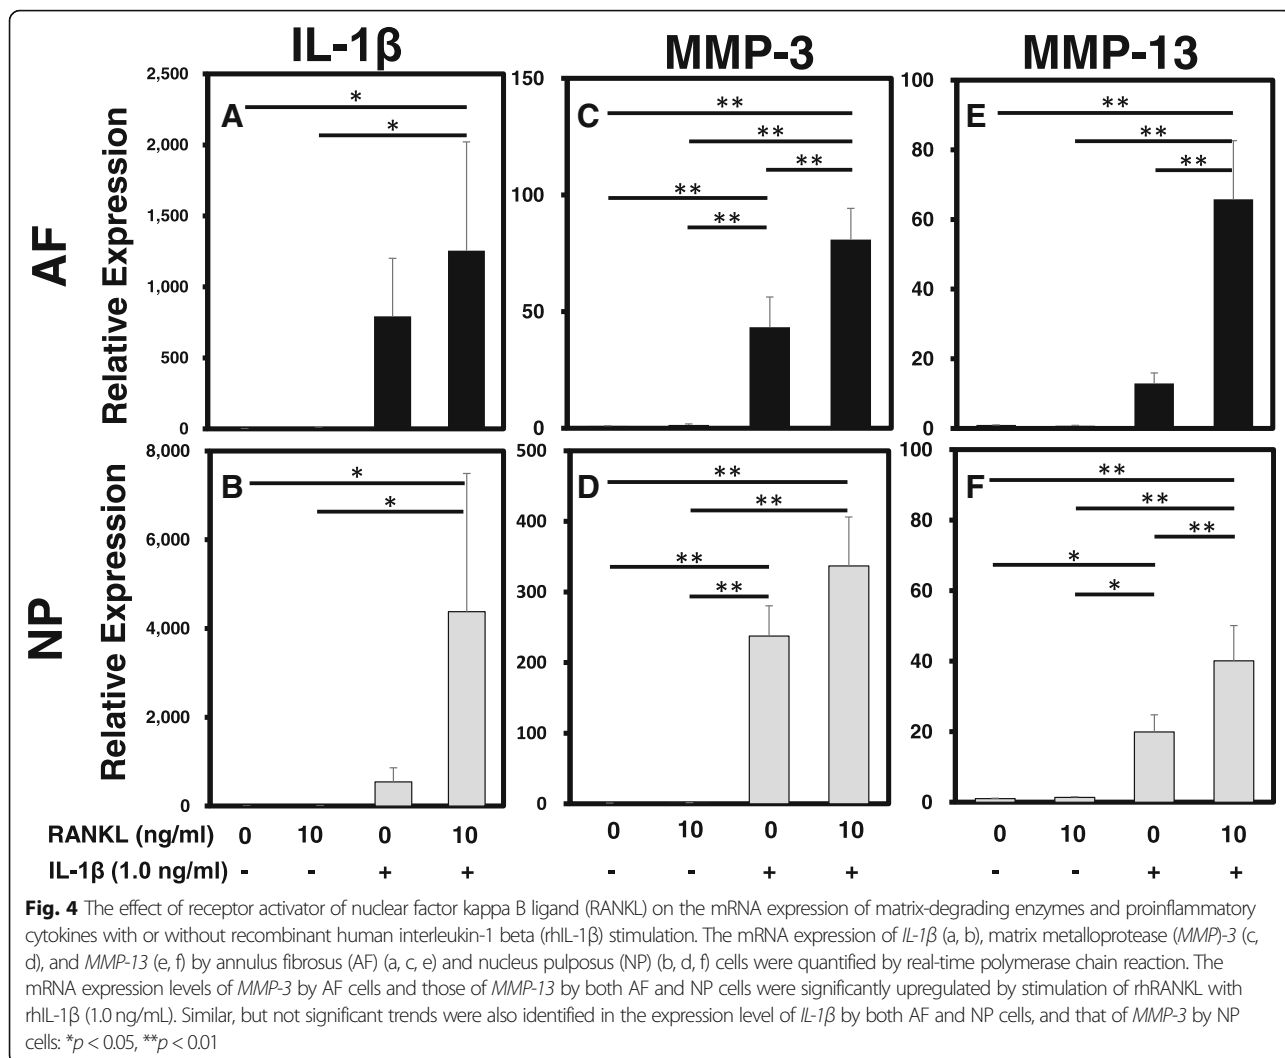 IL-1β MMP-3 MMP-13
AF
Relative Expression
2,500
2,000
1,500
1,000
500
0
A
*
*
150
100
50
0
C
**
**
**
**
**
100
80
60
40
20
0
E
**
**
**
NP
Relative Expression
8,000
6,000
4,000
2,000
0
B
*
*
500
400
300
200
100
0
D
**
**
**
**
100
80
60
40
20
0
F
**
**
**
*
*
RANKL (ng/ml) 0 10 0 10 0 10 0 10 0 10 0 10
IL-1β (1.0 ng/ml) - - + + - - + + - - + +
Fig. 4 The effect of receptor activator of nuclear factor kappa B ligand (RANKL) on the mRNA expression of matrix-degrading enzymes and proinflammatory
cytokines with or without recombinant human interleukin-1 beta (rhIL-1β) stimulation. The mRNA expression of IL-1β (a, b), matrix metalloprotease (MMP)-3 (c,
d), and MMP-13 (e, f) by annulus fibrosus (AF) (a, c, e) and nucleus pulposus (NP) (b, d, f) cells were quantified by real-time polymerase chain reaction. The
mRNA expression levels of MMP-3 by AF cells and those of MMP-13 by both AF and NP cells were significantly upregulated by stimulation of rhRANKL with
rhIL-1β (1.0 ng/mL). Similar, but not significant trends were also identified in the expression level of IL-1β by both AF and NP cells, and that of MMP-3 by NP
cells: *p < 0.05, **p < 0.01